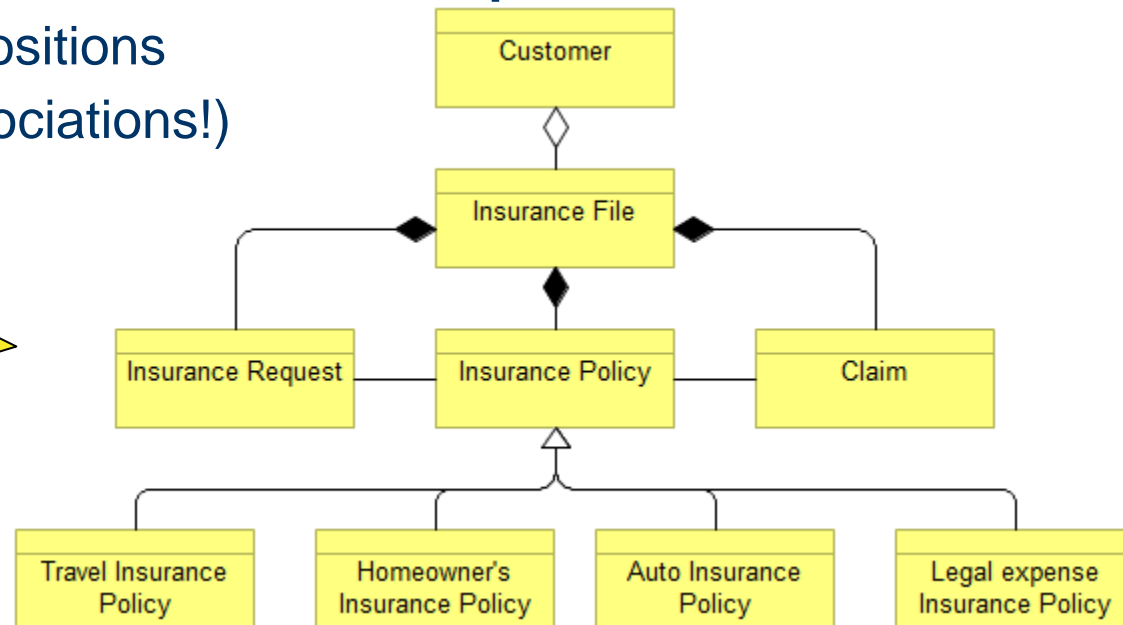 ositions
ociations!)
Customer
Insurance File
Insurance Request
Insurance Policy
Claim
Travel Insurance
Policy
Homeowner's
Insurance Policy
Auto Insurance
Policy
Legal expense
Insurance Policy